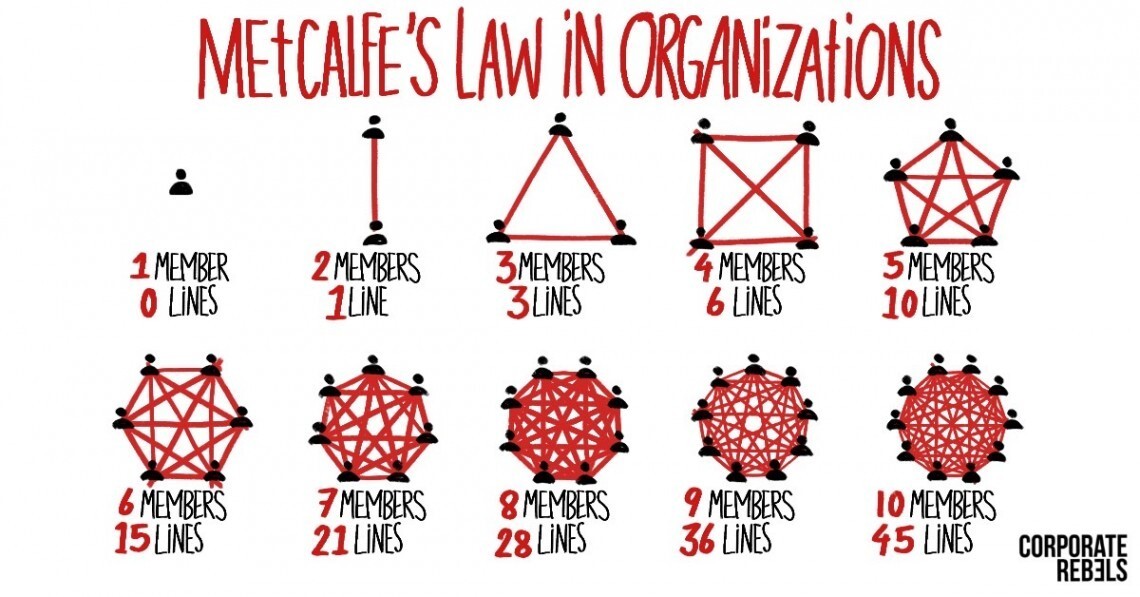 METCALFE'S LAW IN ORGANIZATIONS
1 MEMBER
0 LINES
2 MEMBERS
1 LINE
3 MEMBERS
3 LINES
4 MEMBERS
6 LINES
5 MEMBERS
10 LINES
6 MEMBERS
15 LINES
7 MEMBERS
21 LINES
8 MEMBERS
28 LINES
9 MEMBERS
36 LINES
10 MEMBERS
45 LINES
CORPORATE
REBELS